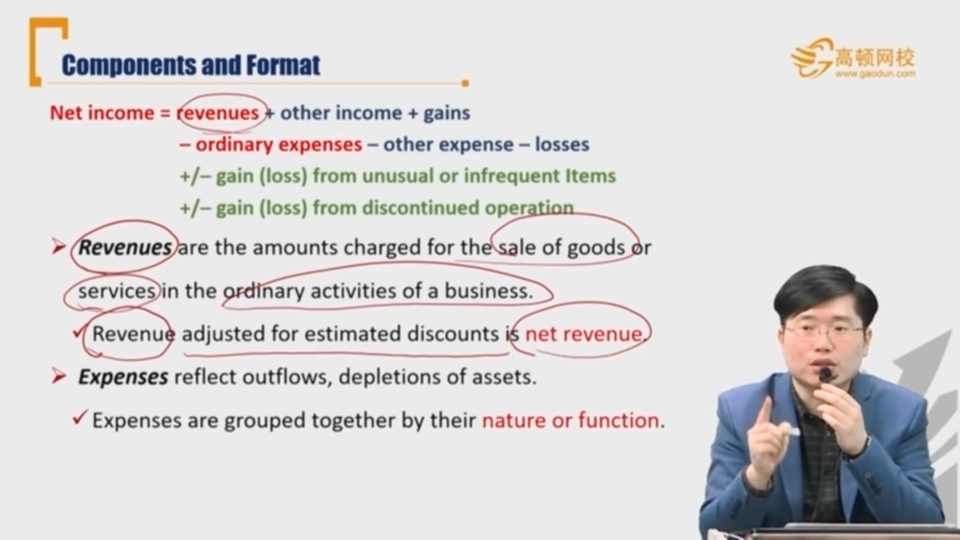 Components and Format
高顿网校
www.gaodun.com
Net income = revenues + other income + gains
– ordinary expenses – other expense – losses
+/– gain (loss) from unusual or infrequent Items
+/– gain (loss) from discontinued operation
➢ Revenues are the amounts charged for the sale of goods or
services in the ordinary activities of a business.
✓ Revenue adjusted for estimated discounts is net revenue.
➢ Expenses reflect outflows, depletions of assets.
✓ Expenses are grouped together by their nature or function.